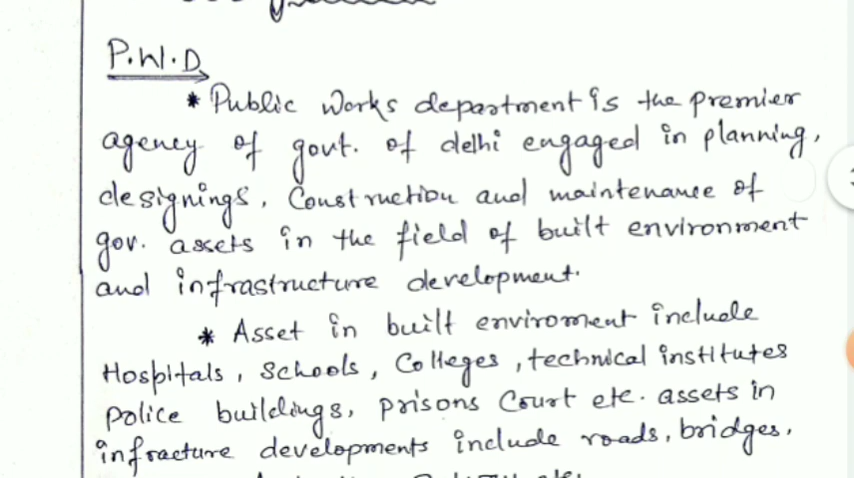 P.W.D
* Public works department is the premier
agency of govt. of delhi engaged in planning,
designings, Construction and maintenance of
gov. assets in the field of built environment
and infrastructure development.
* Asset in built enviroment include
Hospitals, Schools, Colleges, technical institutes
police buildings, prisons Court etc. assets in
infracture developments include roads, bridges,
etc.